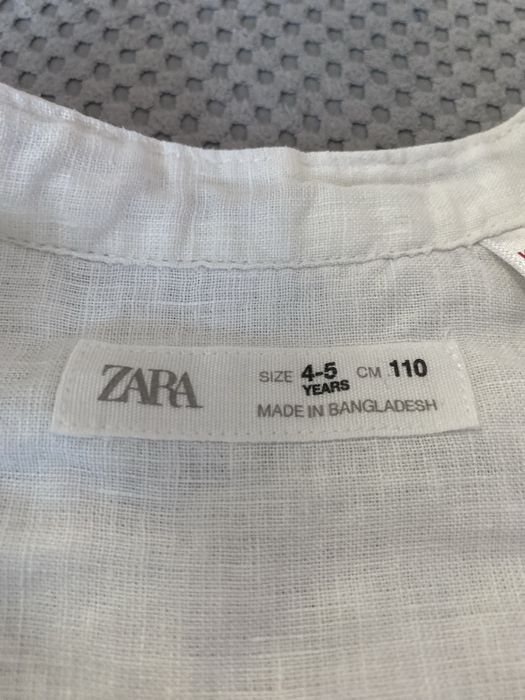 ZARA
SIZE 4-5 YEARS CM 110
MADE IN BANGLADESH